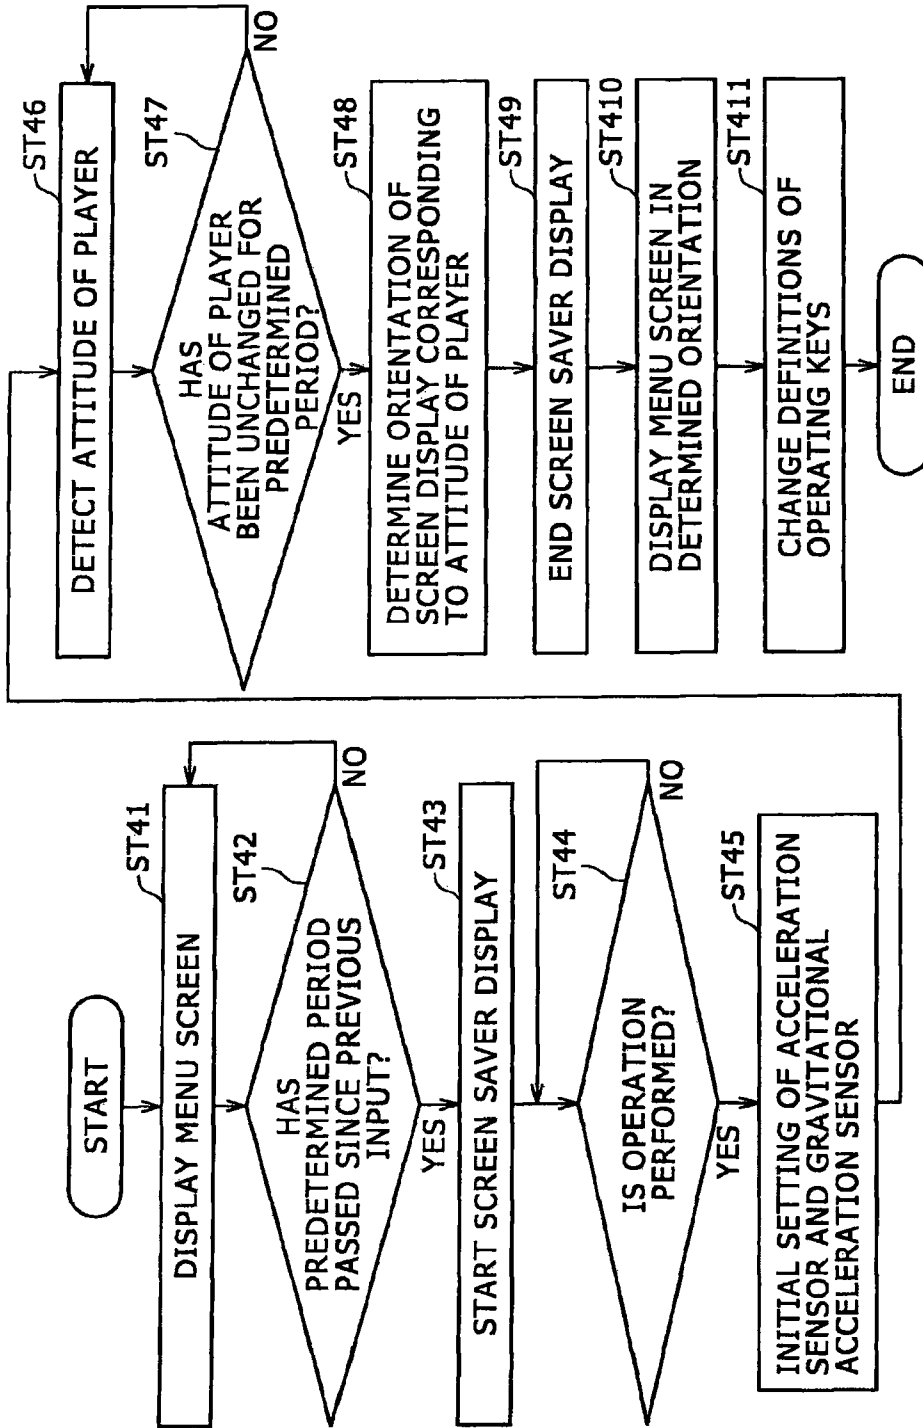 START
ST41
DISPLAY MENU SCREEN
ST42
HAS
PREDETERMINED PERIOD
PASSED SINCE PREVIOUS
INPUT?
NO
YES
ST43
START SCREEN SAVER DISPLAY
ST44
IS OPERATION
PERFORMED?
NO
YES
ST45
INITIAL SETTING OF ACCELERATION
SENSOR AND GRAVITATIONAL
ACCELERATION SENSOR
ST46
DETECT ATTITUDE OF PLAYER
ST47
HAS
ATTITUDE OF PLAYER
BEEN UNCHANGED FOR
PREDETERMINED
PERIOD?
NO
YES
ST48
DETERMINE ORIENTATION OF
SCREEN DISPLAY CORRESPONDING
TO ATTITUDE OF PLAYER
ST49
END SCREEN SAVER DISPLAY
ST410
DISPLAY MENU SCREEN IN
DETERMINED ORIENTATION
ST411
CHANGE DEFINITIONS OF
OPERATING KEYS
END